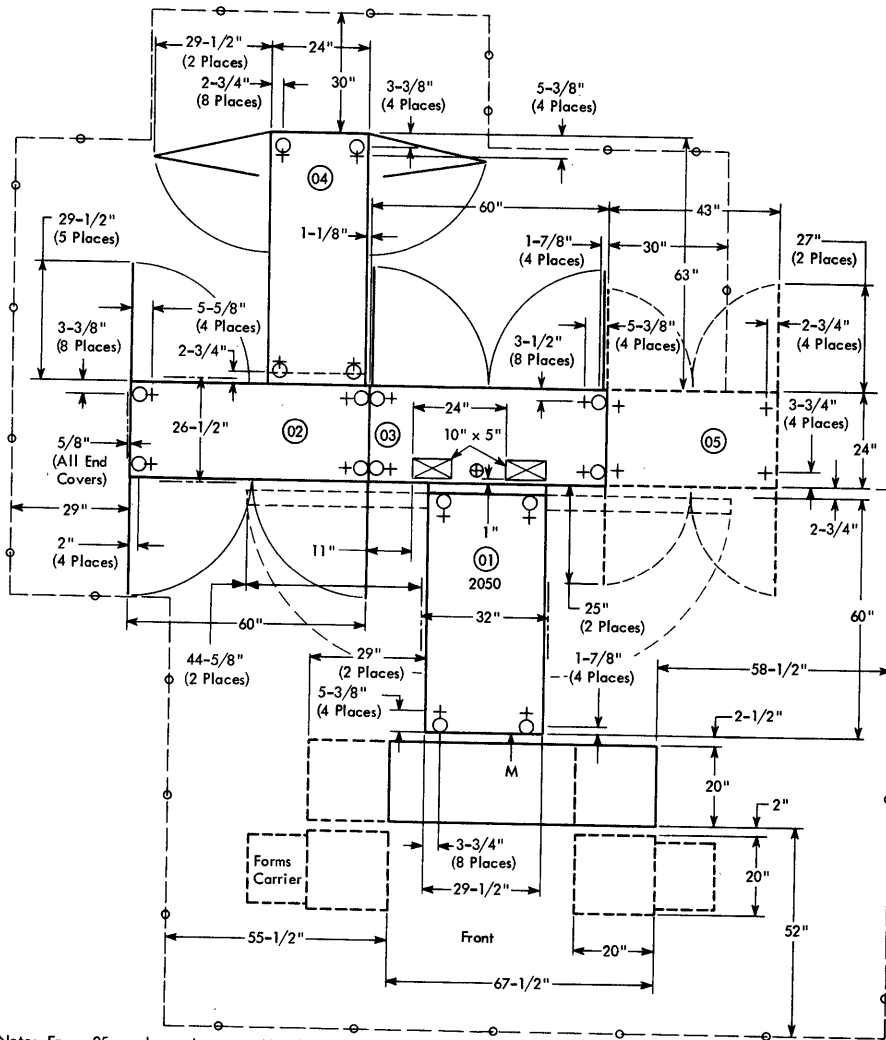 29-1/2"
(2 Places)
24"
2-3/4"
(8 Places)
30"
3-3/8"
(4 Places)
5-3/8"
(4 Places)
04
29-1/2"
(5 Places)
1-1/8"
60"
43"
1-7/8"
(4 Places)
30"
63"
27"
(2 Places)
3-3/8"
(8 Places)
5-5/8"
(4 Places)
2-3/4"
3-1/2"
(8 Places)
5-3/8"
(4 Places)
2-3/4"
(4 Places)
26-1/2"
02
03
24"
10" x 5"
05
3-3/4"
(4 Places)
24"
5/8"
(All End
Covers)
29"
2"
(4 Places)
11"
1"
01
2050
2-3/4"
60"
32"
25"
(2 Places)
60"
44-5/8"
(2 Places)
29"
(2 Places)
1-7/8"
(4 Places)
58-1/2"
5-3/8"
(4 Places)
2-1/2"
M
20"
2"
Forms
Carrier
3-3/4"
(8 Places)
29-1/2"
20"
52"
55-1/2"
Front
20"
67-1/2"